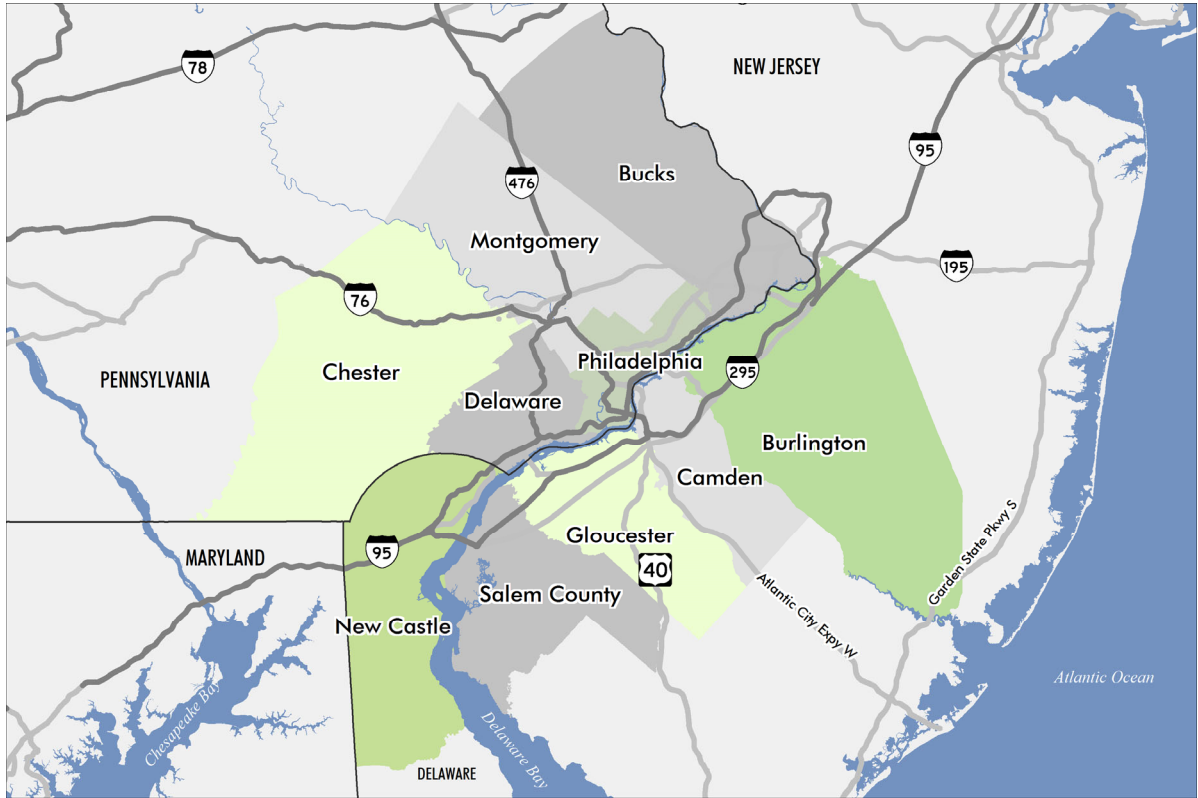 NEW JERSEY
78
95
Bucks
476
Montgomery
195
76
Philadelphia
295
Chester
PENNSYLVANIA
Delaware
Burlington
Camden
Gloucester
95
MARYLAND
40
Garden State Pkwy S
Salem County
Atlantic City Expy W
New Castle
Atlantic Ocean
Chesapeake Bay
Delaware Bay
DELAWARE